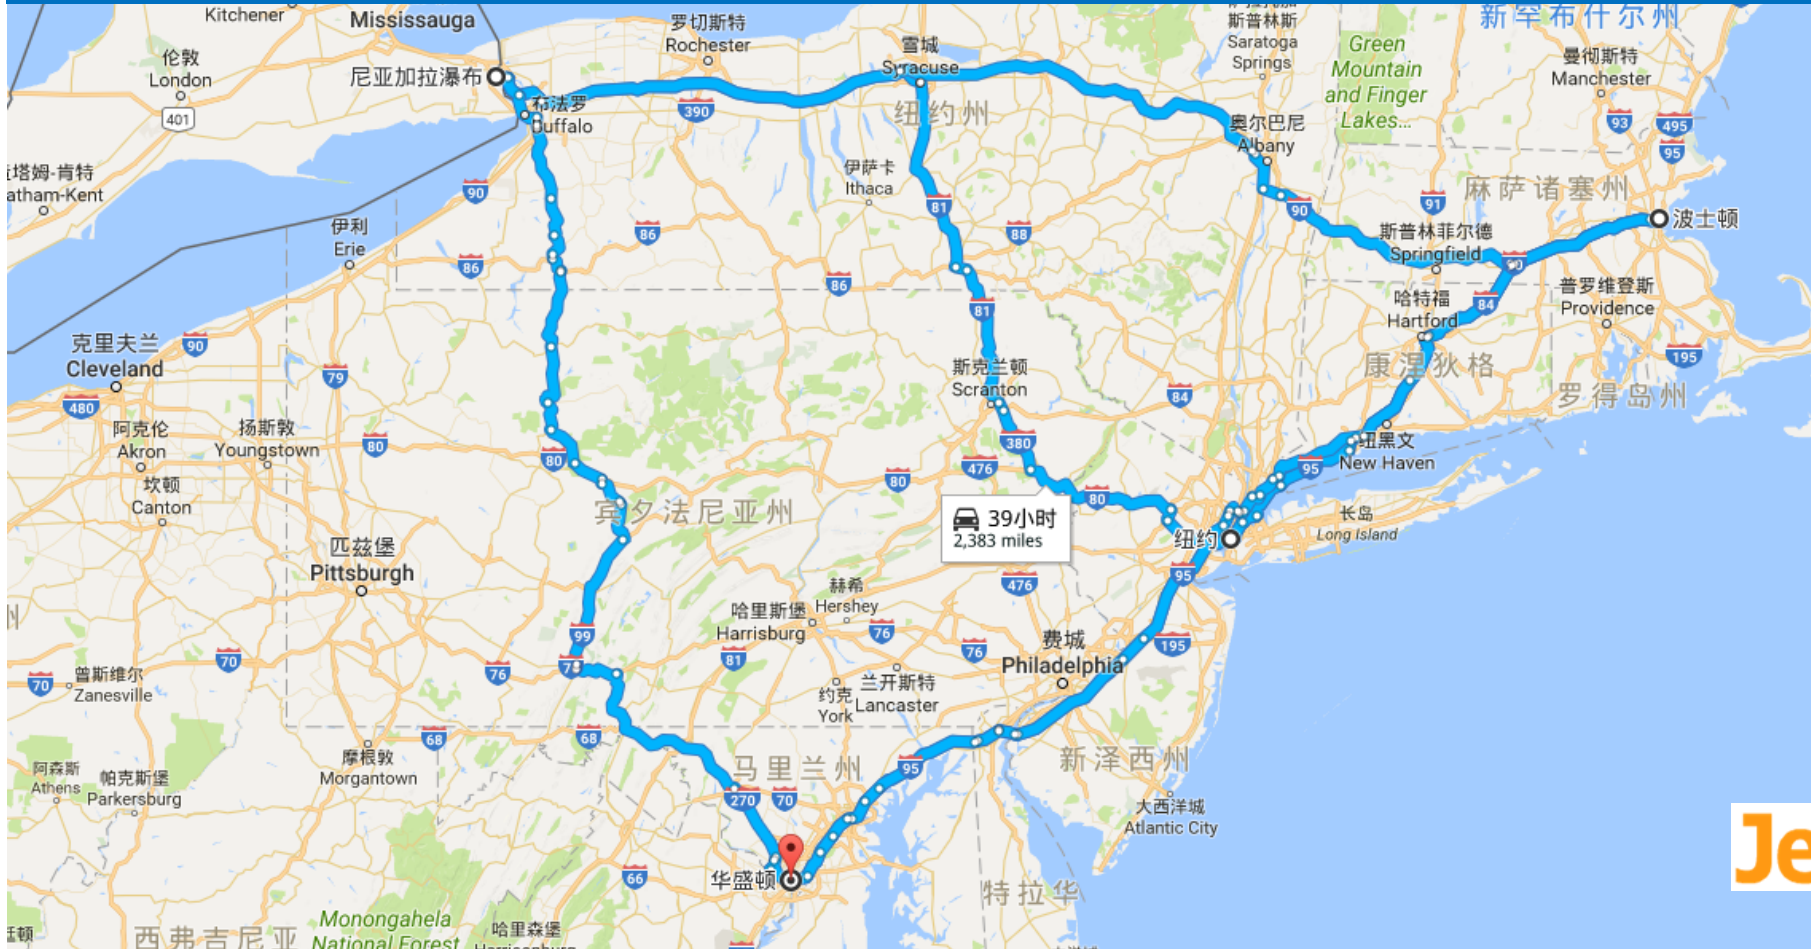 Kitchener
Mississauga
罗切斯特
Rochester
雪城
Syracuse
斯普林斯
Saratoga
Springs
Green
Mountain
and Finger
Lakes...
新罕布什尔州
曼彻斯特
Manchester
伦敦
London
401
尼亚加拉瀑布
布法罗
Buffalo
390
纽约州
奥尔巴尼
Albany
93
495
95
塔姆-肯特
atham-Kent
90
伊萨卡
Ithaca
81
88
90
91
麻萨诸塞州
波士顿
伊利
Erie
86
86
86
斯普林菲尔德
Springfield
90
84
哈特福
Hartford
普罗维登斯
Providence
81
克里夫兰
Cleveland
90
79
480
斯克兰顿
Scranton
84
康涅狄格
195
罗得岛州
阿克伦
Akron
扬斯敦
Youngstown
80
80
380
476
80
80
95
纽黑文
New Haven
坎顿
Canton
宾夕法尼亚州
39小时
2,383 miles
纽约
长岛
Long Island
匹兹堡
Pittsburgh
476
95
州
赫希
Hershey
哈里斯堡
Harrisburg
99
76
81
76
费城
Philadelphia
195
70
70
曾斯维尔
Zanesville
76
约克
York
兰开斯特
Lancaster
68
68
摩根敦
Morgantown
马里兰州
95
新泽西州
阿森斯
Athens
帕克斯堡
Parkersburg
270
70
大西洋城
Atlantic City
66
华盛顿
特拉华
Je
Monongahela
National Forest
哈里森堡
西弗吉尼亚